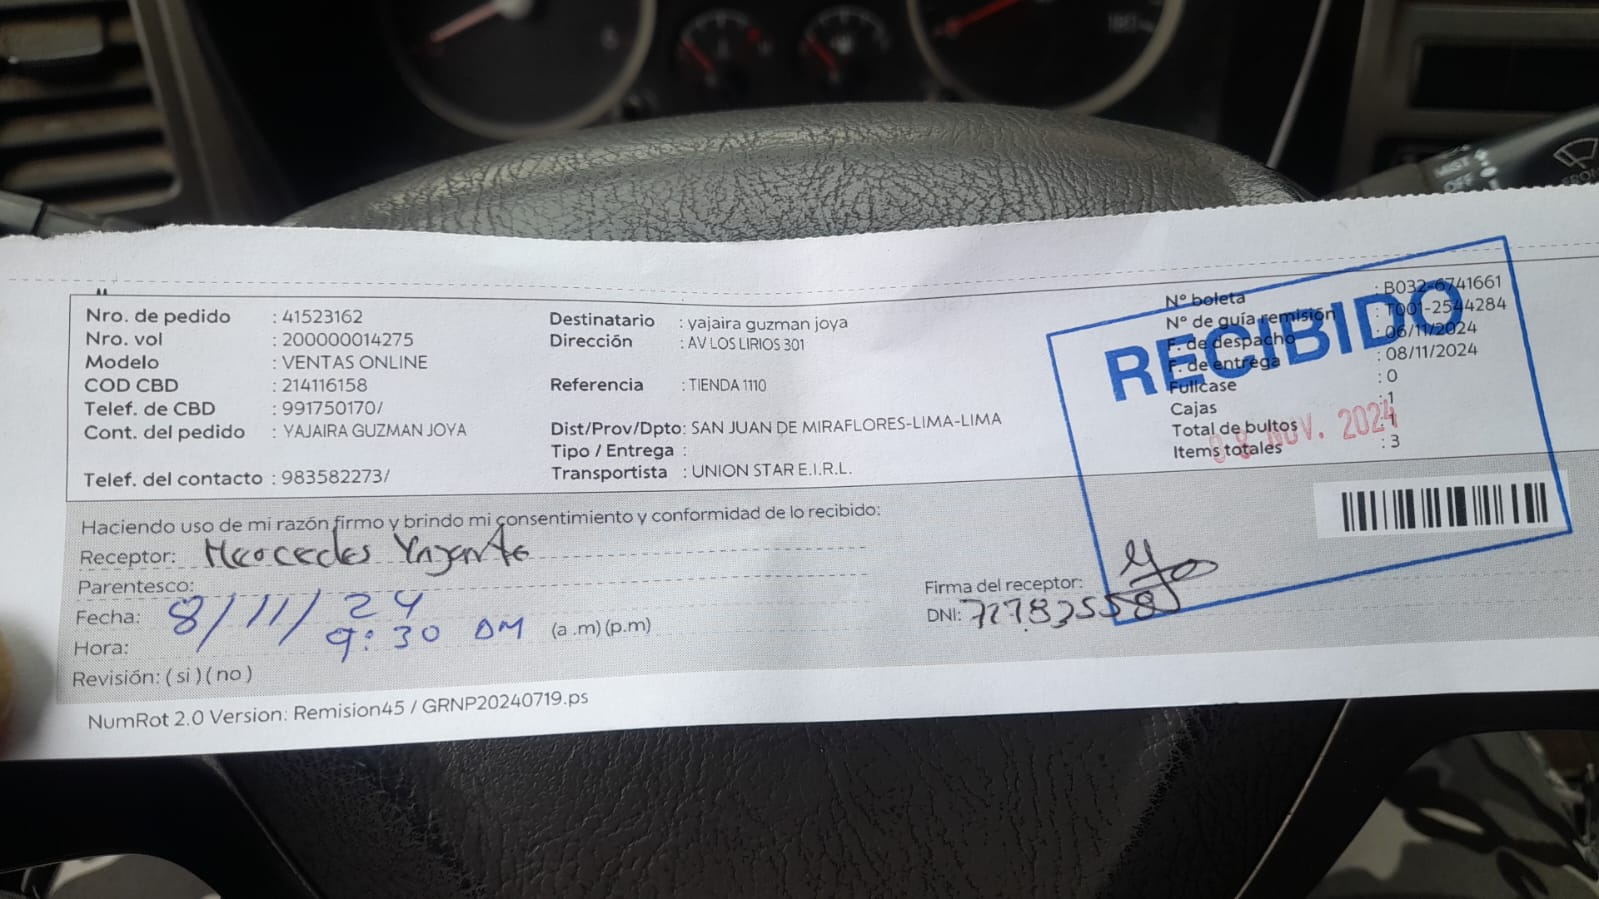 Nro. de pedido : 41523162
Nro. vol : 200000014275
Modelo : VENTAS ONLINE
COD CBD : 214116158
Telef. de CBD : 991750170/
Cont. del pedido : YAJAIRA GUZMAN JOYA
Telef. del contacto : 983582273/
Destinatario : yajaira guzman joya
Dirección : AV LOS LIRIOS 301
Referencia : TIENDA 1110
Dist/Prov/Dpto: SAN JUAN DE MIRAFLORES-LIMA-LIMA
Tipo / Entrega :
Transportista : UNION STAR E.I.R.L.
N° boleta : B032-6741661
N° de guía remisión : T001-2544284
F. de despacho : 06/11/2024
F. de entrega : 08/11/2024
Fullcase : 0
Cajas : 1
Total de bultos : 1
Items totales : 3
RECIBIDO
08 NOV. 2024
Haciendo uso de mi razón firmo y brindo mi consentimiento y conformidad de lo recibido:
Receptor:
Parentesco:
Fecha: 8/11/24
Hora: 9:30 am (a .m) (p.m)
Revisión: ( si ) ( no )
Firma del receptor:
DNI:
NumRot 2.0 Version: Remision45 / GRNP20240719.ps